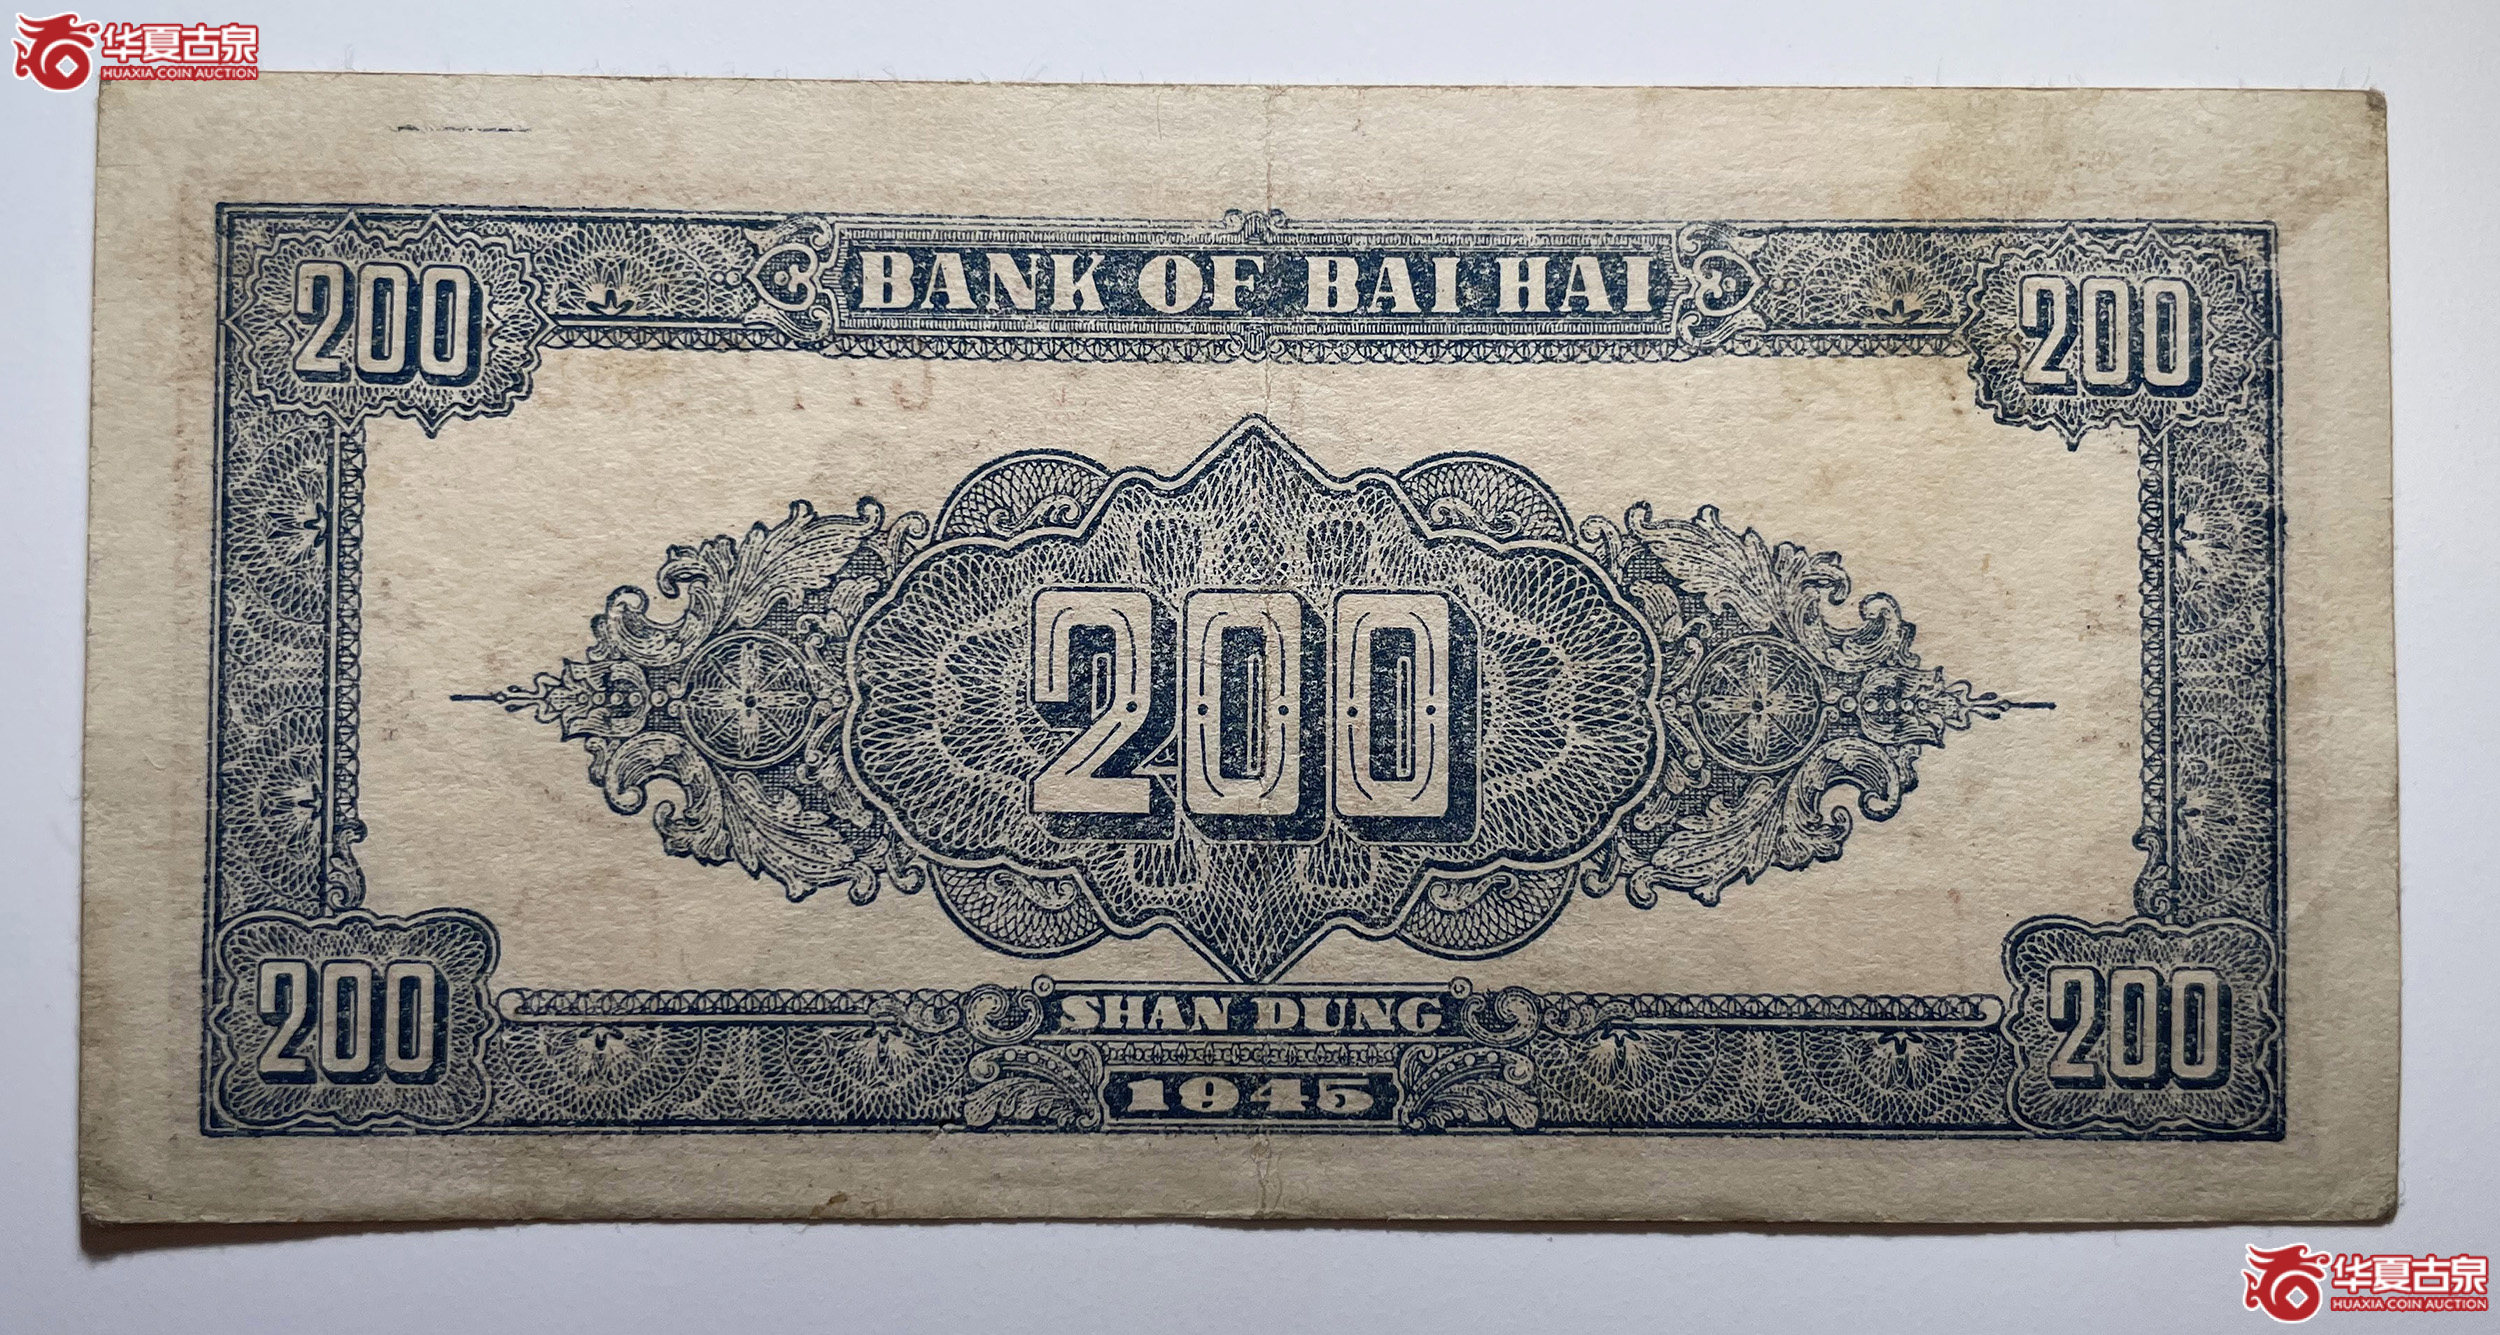 华夏古泉
HUAXIA COIN AUCTION
BANK OF BAI HAI
200
200
200
200
SHAN DUNG
200
1945
华夏古泉
HUAXIA COIN AUCTION